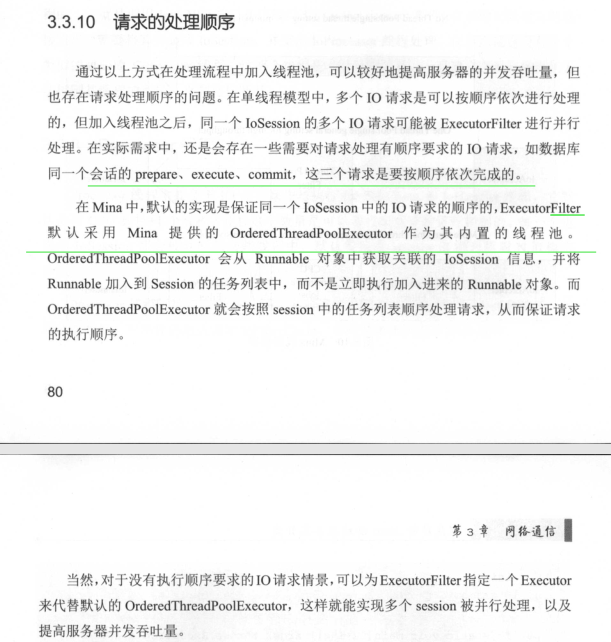 3.3.10 请求的处理顺序
通过以上方式在处理流程中加入线程池，可以较好地提高服务器的并发吞吐量，但
也存在请求处理顺序的问题。在单线程模型中，多个 IO 请求是可以按顺序依次进行处理
的，但加入线程池之后，同一个 IoSession 的多个 IO 请求可能被 ExecutorFilter 进行并行
处理。在实际需求中，还是会存在一些需要对请求处理有顺序要求的 IO 请求，如数据库
同一个会话的 prepare、execute、commit，这三个请求是要按顺序依次完成的。
在 Mina 中，默认的实现是保证同一个 IoSession 中的 IO 请求的顺序的，ExecutorFilter
默认采用 Mina 提供的 OrderedThreadPoolExecutor 作为其内置的线程池。
OrderedThreadPoolExecutor 会从 Runnable 对象中获取关联的 IoSession 信息，并将
Runnable 加入到 Session 的任务列表中，而不是立即执行加入进来的 Runnable 对象。而
OrderedThreadPoolExecutor 就会按照 session 中的任务列表顺序处理请求，从而保证请求
的执行顺序。
80
第 3 章 网络通信
当然，对于没有执行顺序要求的 IO 请求情景，可以为 ExecutorFilter 指定一个 Executor
来代替默认的 OrderedThreadPoolExecutor，这样就能实现多个 session 被并行处理，以及
提高服务器并发吞吐量。